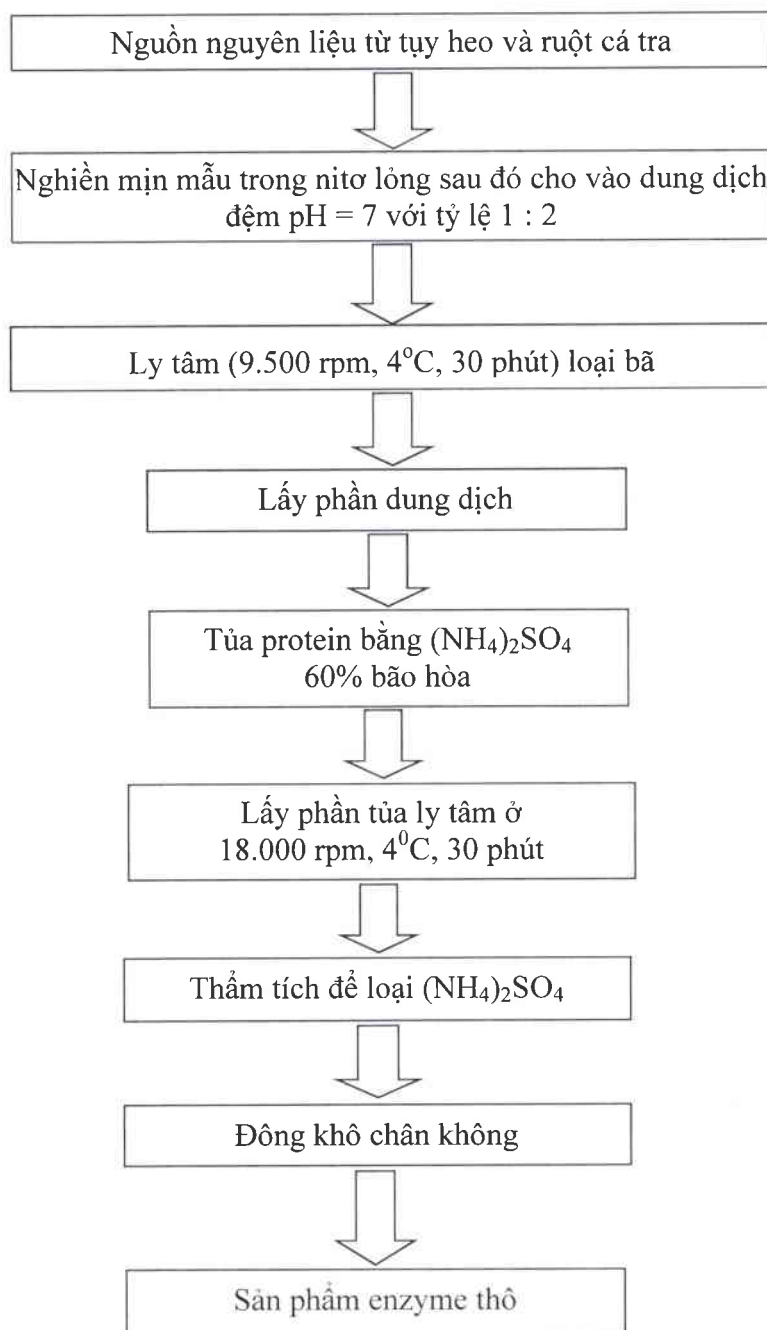 Nguồn nguyên liệu từ tụy heo và ruột cá tra
Nghiền mịn mẫu trong nitơ lỏng sau đó cho vào dung dịch
đệm pH = 7 với tỷ lệ 1 : 2
Ly tâm (9.500 rpm, 4°C, 30 phút) loại bã
Lấy phần dung dịch
Tủa protein bằng (NH₄)₂SO₄
60% bão hòa
Lấy phần tủa ly tâm ở
18.000 rpm, 4⁰C, 30 phút
Thẩm tích để loại (NH₄)₂SO₄
Đông khô chân không
Sản phẩm enzyme thô